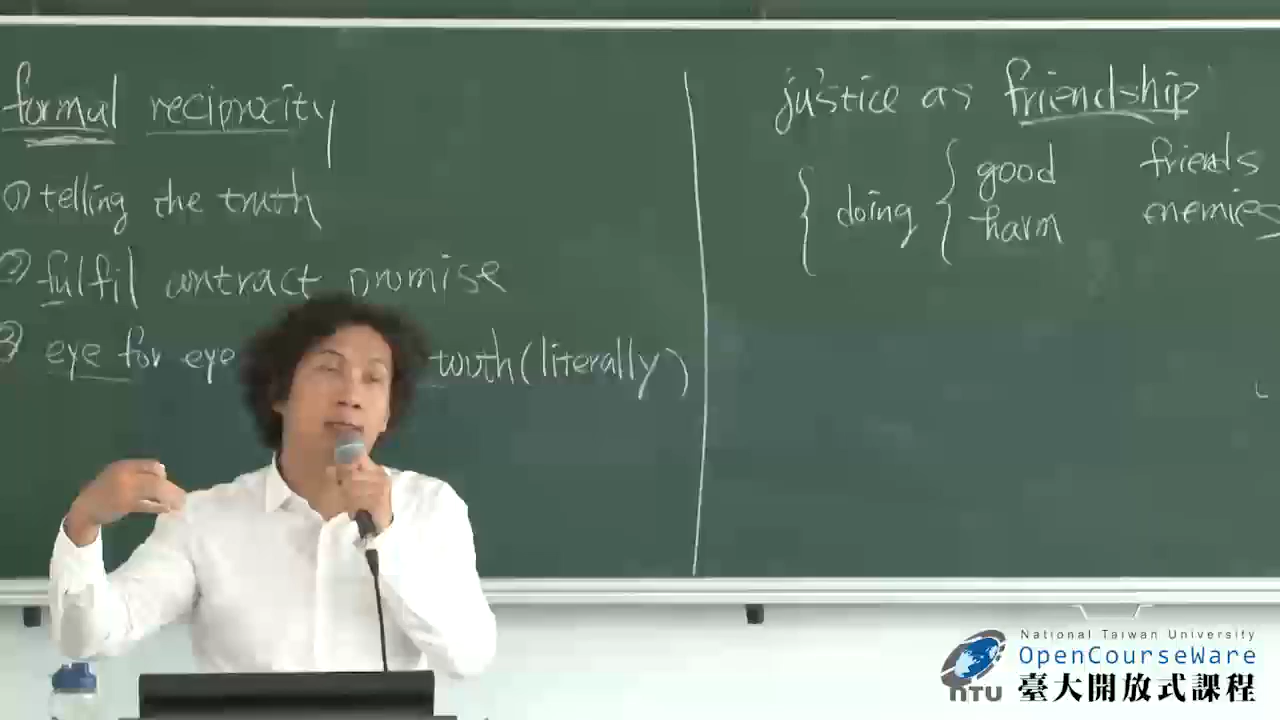 formal reciprocity
① telling the truth
② fulfil contract promise
③ eye for eye tooth (literally)
justice as friendship
doing good friends
harm enemies
National Taiwan University
OpenCourseWare
NTU 臺大開放式課程